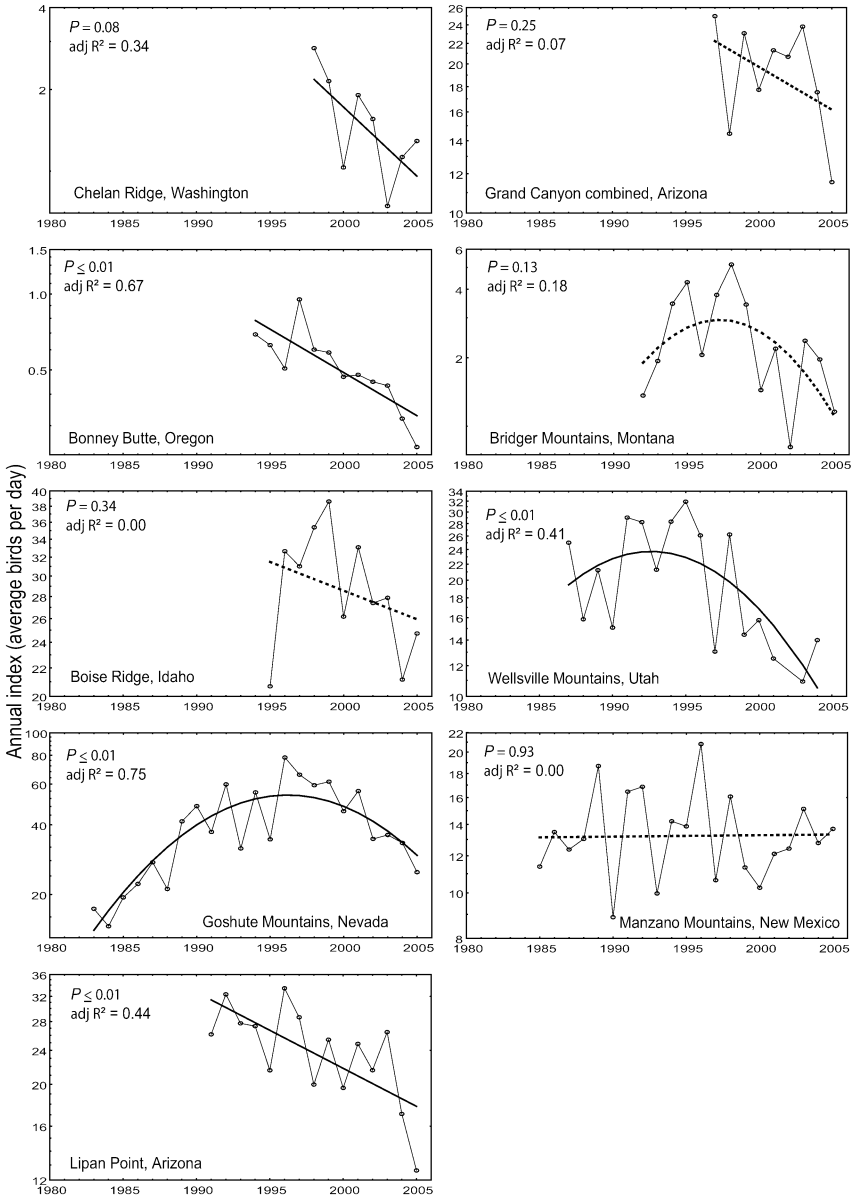 Annual index (average birds per day)
4
2
P = 0.08
adj R² = 0.34
Chelan Ridge, Washington
1980 1985 1990 1995 2000 2005
26
24
22
20
18
16
14
12
10
P = 0.25
adj R² = 0.07
Grand Canyon combined, Arizona
1980 1985 1990 1995 2000 2005
1.5
1.0
0.5
P ≤ 0.01
adj R² = 0.67
Bonney Butte, Oregon
1980 1985 1990 1995 2000 2005
6
4
2
P = 0.13
adj R² = 0.18
Bridger Mountains, Montana
1980 1985 1990 1995 2000 2005
40
38
36
34
32
30
28
26
24
22
20
P = 0.34
adj R² = 0.00
Boise Ridge, Idaho
1980 1985 1990 1995 2000 2005
34
32
30
28
26
24
22
20
18
16
14
12
10
P ≤ 0.01
adj R² = 0.41
Wellsville Mountains, Utah
1980 1985 1990 1995 2000 2005
100
80
60
40
20
P ≤ 0.01
adj R² = 0.75
Goshute Mountains, Nevada
1980 1985 1990 1995 2000 2005
22
20
18
16
14
12
10
8
P = 0.93
adj R² = 0.00
Manzano Mountains, New Mexico
1980 1985 1990 1995 2000 2005
36
32
28
24
20
16
12
P ≤ 0.01
adj R² = 0.44
Lipan Point, Arizona
1980 1985 1990 1995 2000 2005